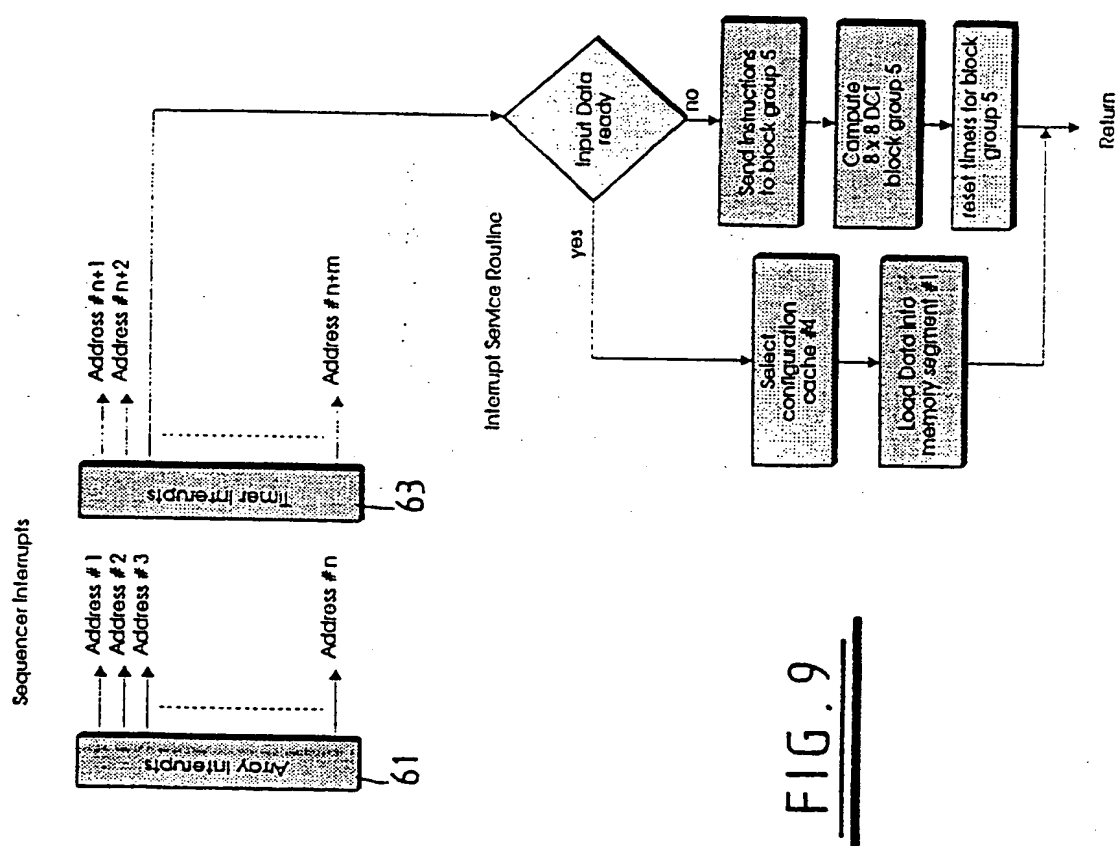 Sequencer Interrupts
Array Interrupts
61
Address #1
Address #2
Address #3
Address #n
Timer Interrupts
63
Address #n+1
Address #n+2
Address #n+m
Interrupt Service Routine
Input Data
ready
yes
no
Select
configuration
cache #4
Load Data into
memory segment #1
Send Instructions
to block group 5
Compute
8 x 8 DCT
block group 5
reset timers for block
group 5
Return
FIG. 9